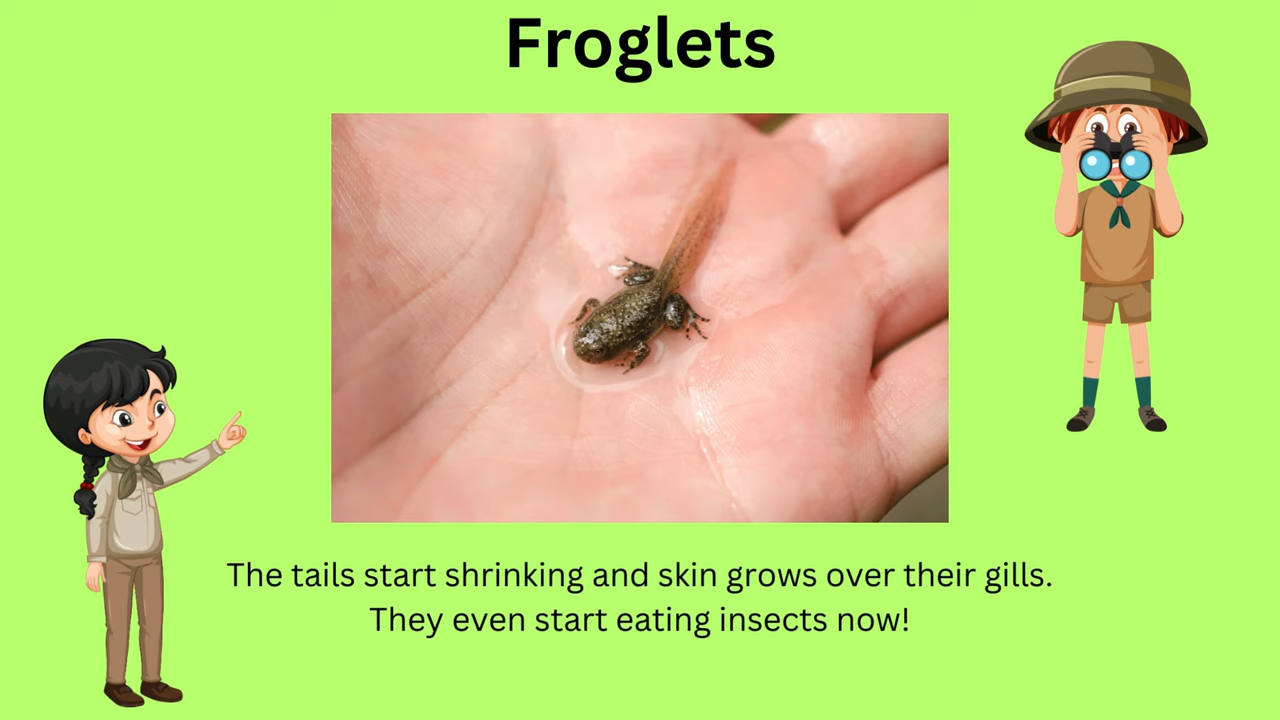 Froglets
The tails start shrinking and skin grows over their gills.
They even start eating insects now!